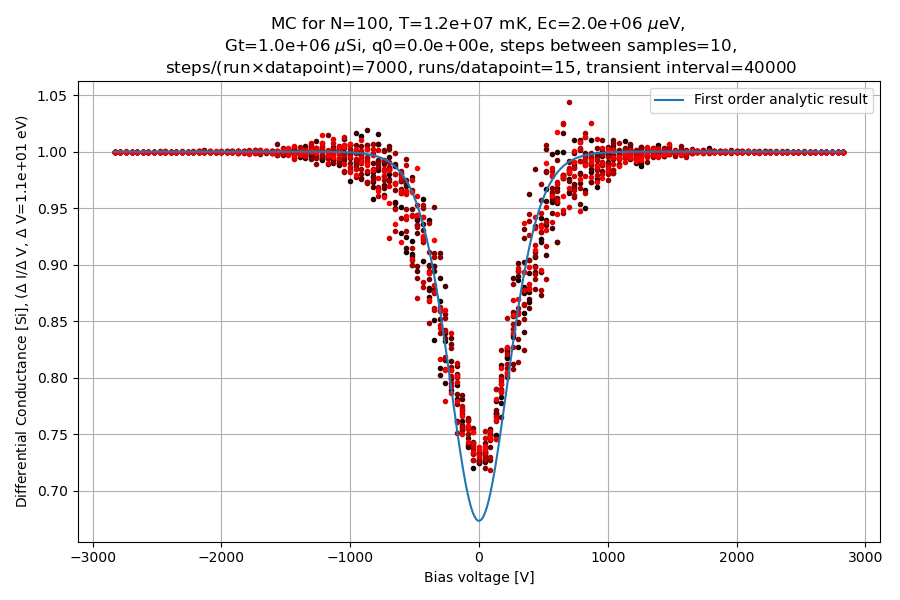 MC for N=100, T=1.2e+07 mK, Ec=2.0e+06 μeV,
Gt=1.0e+06 μSi, q0=0.0e+00e, steps between samples=10,
steps/(run×datapoint)=7000, runs/datapoint=15, transient interval=40000
First order analytic result
Differential Conductance [Si], (Δ I/Δ V, Δ V=1.1e+01 eV)
1.05
1.00
0.95
0.90
0.85
0.80
0.75
0.70
−3000 −2000 −1000 0 1000 2000 3000
Bias voltage [V]